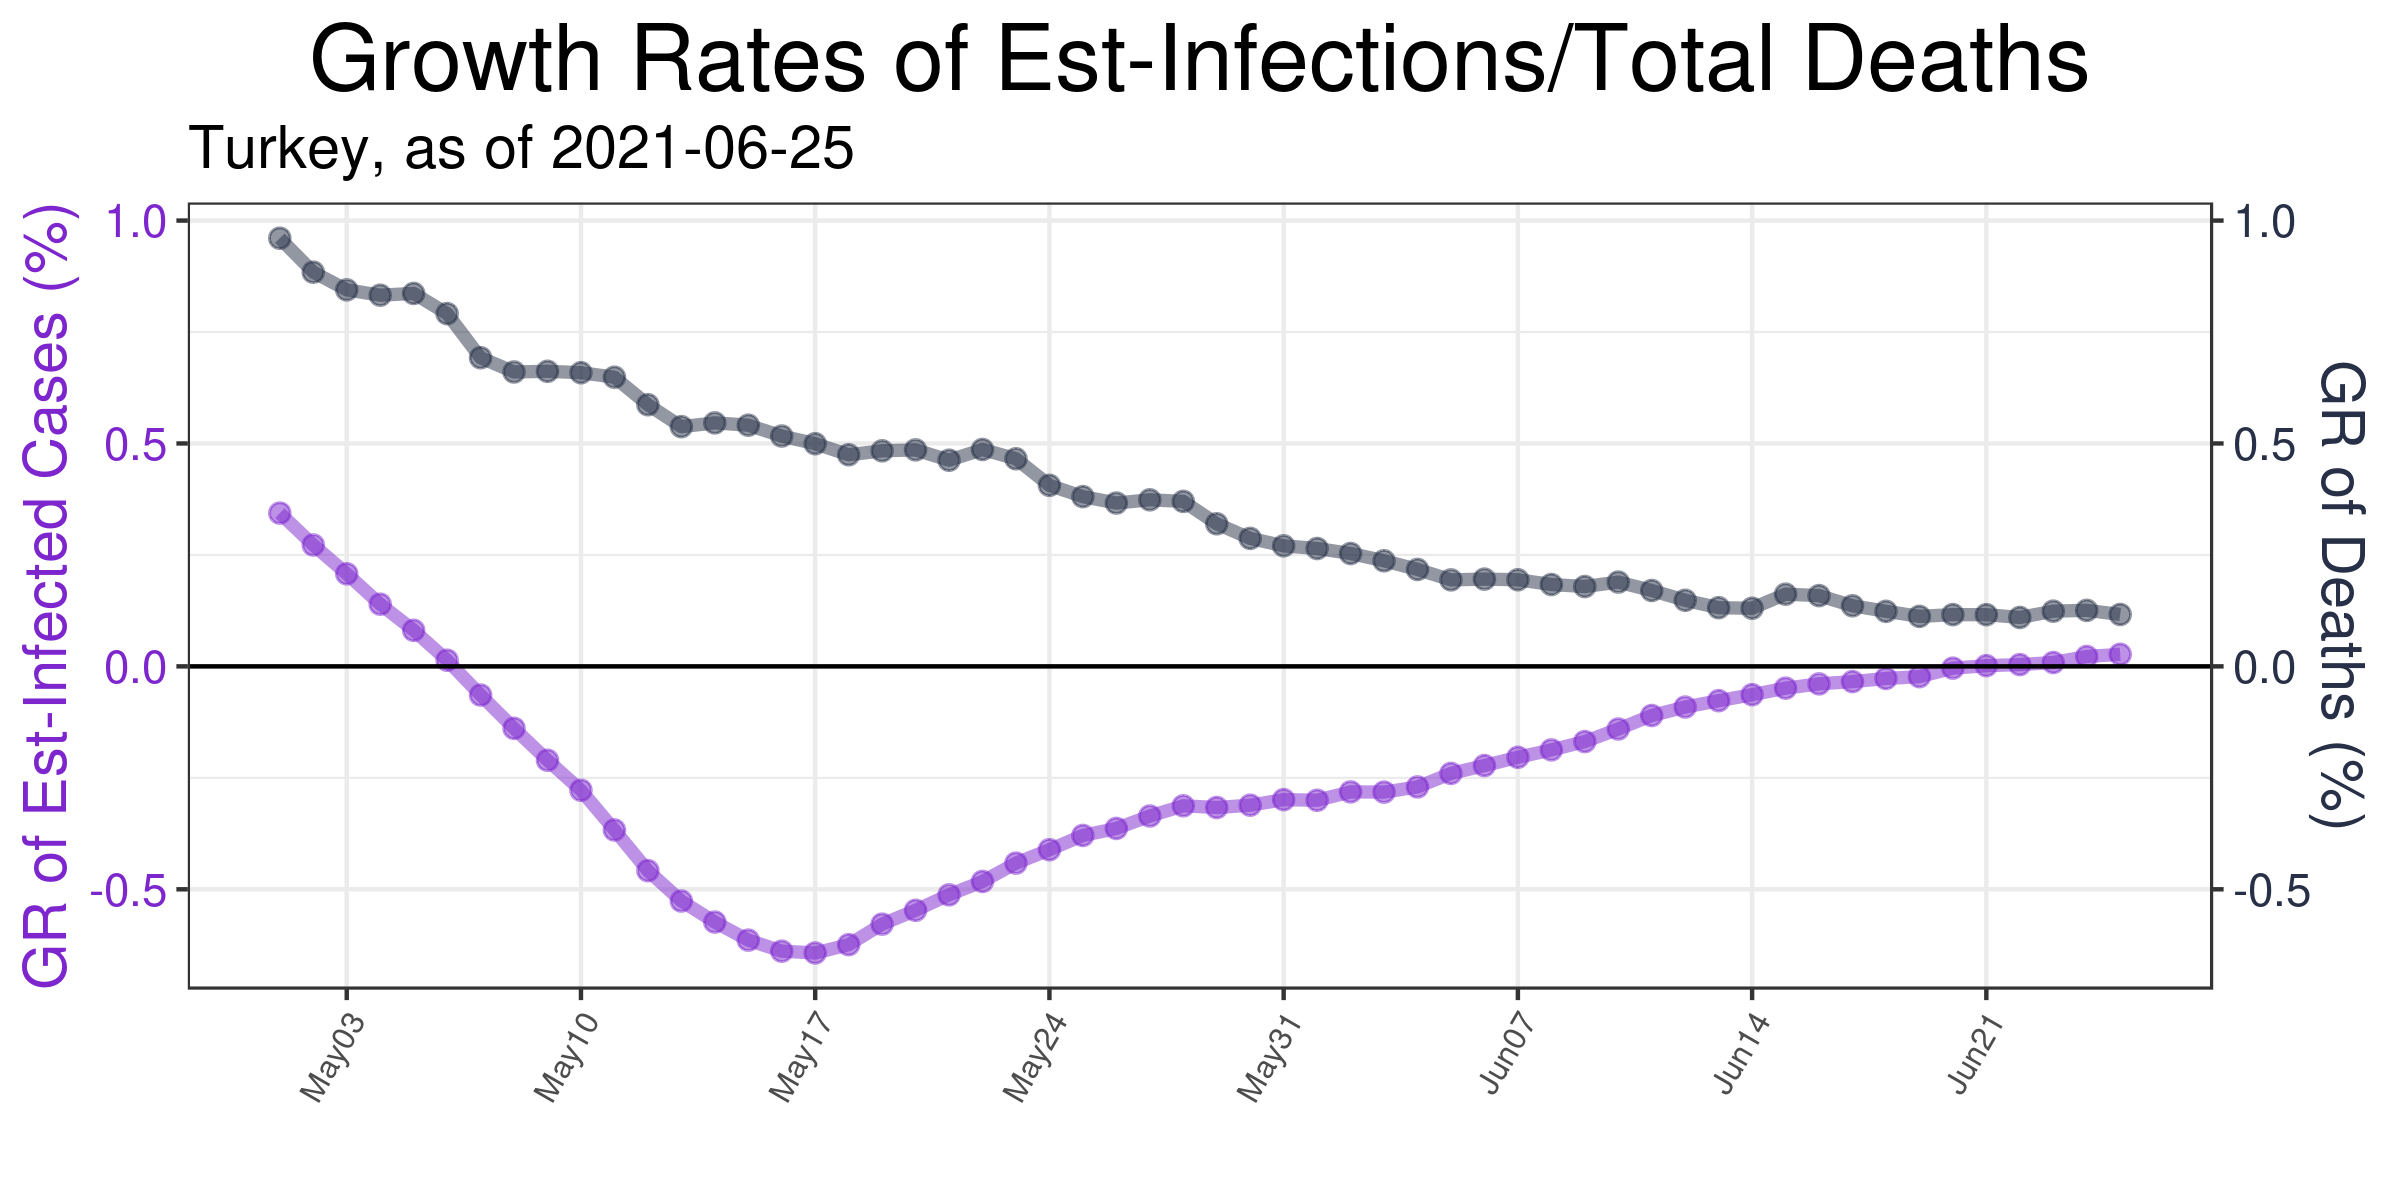 Growth Rates of Est-Infections/Total Deaths
Turkey, as of 2021-06-25
GR of Est-Infected Cases (%)
1.0
0.5
0.0
-0.5
1.0
0.5
0.0
-0.5
GR of Deaths (%)
May03
May10
May17
May24
May31
Jun07
Jun14
Jun21